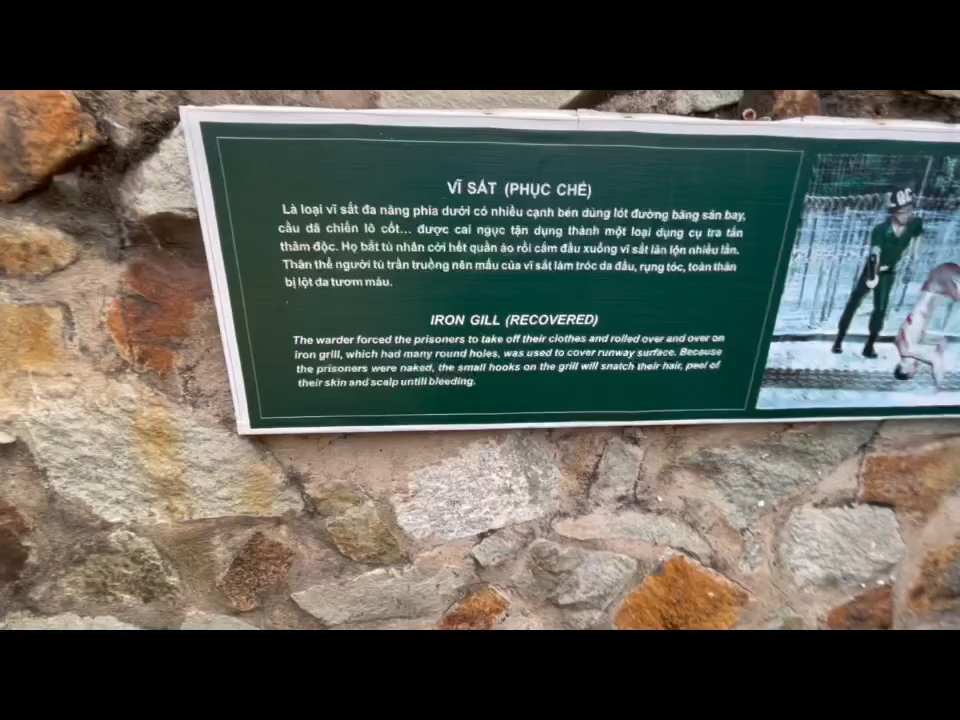 VĨ SẮT (PHỤC CHẾ)
Là loại vĩ sắt đa năng phía dưới có nhiều cạnh bén dùng lót đường băng sân bay,
cầu dã chiến lô cốt... được cai ngục tận dụng thành một loại dụng cụ tra tấn
thâm độc. Họ bắt tù nhân cởi hết quần áo rồi cắm đầu xuống vĩ sắt lăn lộn nhiều lần.
Thân thể người tù trần truồng nên mấu của vĩ sắt làm tróc da đầu, rụng tóc, toàn thân
bị lột da tươm máu.
IRON GILL (RECOVERED)
The warder forced the prisoners to take off their clothes and rolled over and over on
iron grill, which had many round holes, was used to cover runway surface. Because
the prisoners were naked, the small hooks on the grill will snatch their hair, peel of
their skin and scalp untill bleeding.
QC